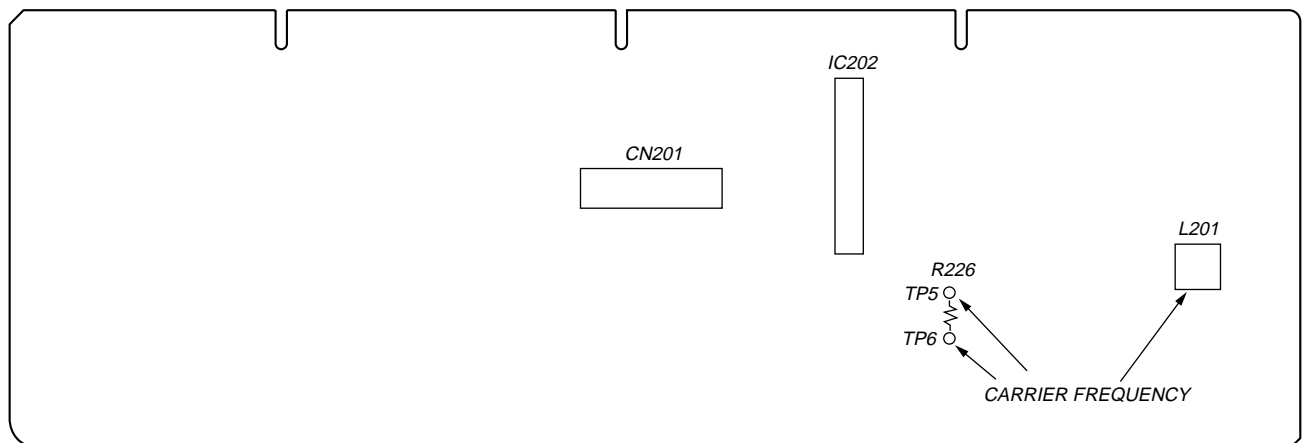 IC202
CN201
L201
R226
TP5
TP6
CARRIER FREQUENCY